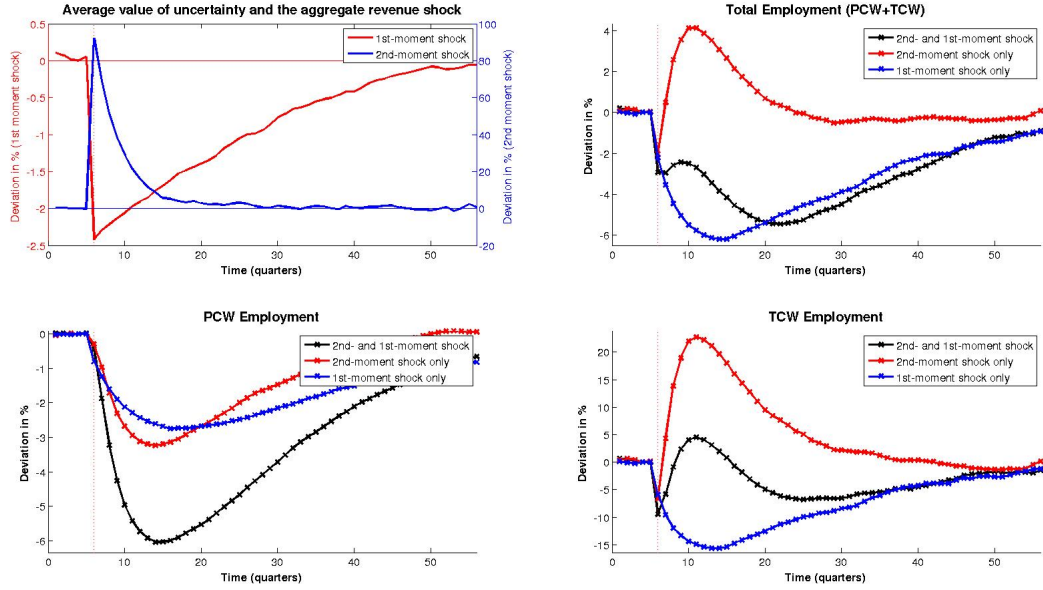 Average value of uncertainty and the aggregate revenue shock
0.5
0
-0.5
-1
-1.5
-2
-2.5
Deviation in % (1st moment shock)
1st-moment shock
2nd-moment shock
100
80
60
40
20
0
-20
Deviation in % (2nd moment shock)
0 10 20 30 40 50
Time (quarters)
Total Employment (PCW+TCW)
4
2
0
-2
-4
-6
Deviation in %
2nd- and 1st-moment shock
2nd-moment shock only
1st-moment shock only
0 10 20 30 40 50
Time (quarters)
PCW Employment
0
-1
-2
-3
-4
-5
-6
Deviation in %
2nd- and 1st-moment shock
2nd-moment shock only
1st-moment shock only
0 10 20 30 40 50
Time (quarters)
TCW Employment
20
15
10
5
0
-5
-10
-15
Deviation in %
2nd- and 1st-moment shock
2nd-moment shock only
1st-moment shock only
0 10 20 30 40 50
Time (quarters)